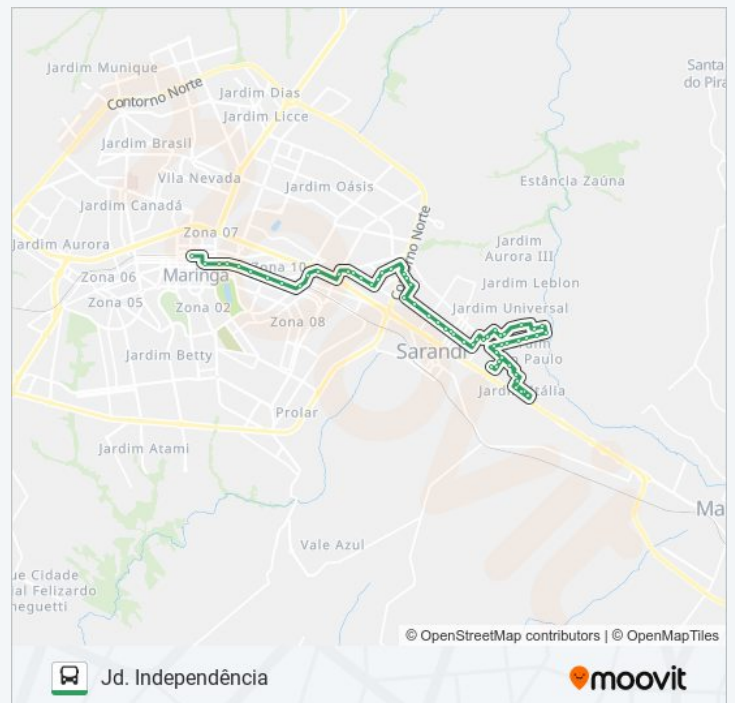 Jardim Munique
Santa
do Pira
Contorno Norte
Jardim Dias
Jardim Licce
Jardim Brasil
Vila Nevada
Jardim Oásis
Estância Zaúna
Jardim Canadá
Contorno Norte
Zona 07
Jardim Aurora
Jardim
Aurora III
Zona 10
Maringá
Zona 06
Jardim Leblon
Zona 05
Zona 02
Jardim Universal
Zona 08
Sarandi
Paulo
Jardim Betty
Jardim Itália
Prolar
Jardim Atami
Ma
Vale Azul
ue Cidade
ial Felizardo
neguetti
© OpenStreetMap contributors | © OpenMapTiles
Jd. Independência
moovit